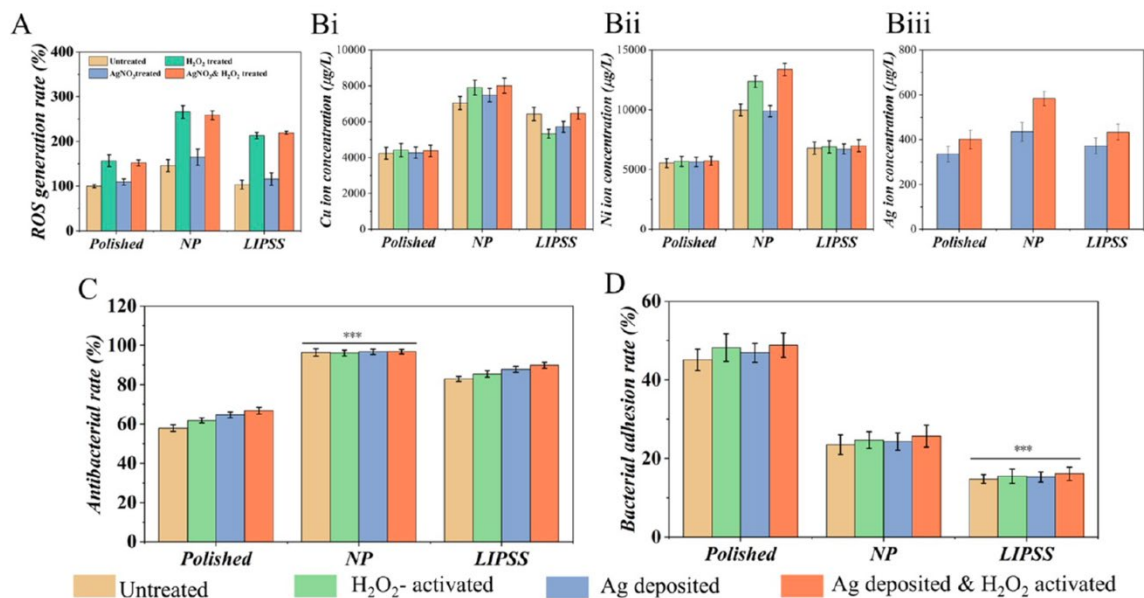 A
ROS generation rate (%)
400
300
200
100
0
Untreated
H₂O₂ treated
AgNO₃treated
AgNO₃& H₂O₂ treated
Polished NP LIPSS
Bi
Cu ion concentration (μg/L)
10000
8000
6000
4000
2000
0
Polished NP LIPSS
Bii
Ni ion concentration (μg/L)
15000
10000
5000
0
Polished NP LIPSS
Biii
Ag ion concentration (μg/L)
800
600
400
200
0
Polished NP LIPSS
C
Antibacterial rate (%)
120
100
80
60
40
20
0
***
Polished NP LIPSS
D
Bacterial adhesion rate (%)
60
40
20
0
***
Polished NP LIPSS
Untreated
H₂O₂- activated
Ag deposited
Ag deposited & H₂O₂ activated